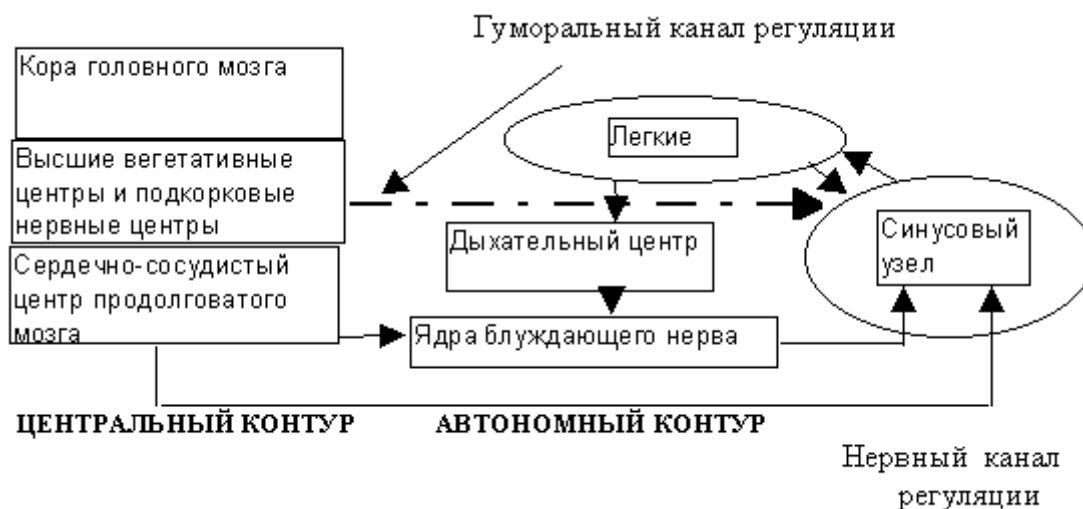 Гуморальный канал регуляции
Кора головного мозга
Легкие
Высшие вегетативные
центры и подкорковые
нервные центры
Дыхательный центр
Синусовый
узел
Сердечно-сосудистый
центр продолговатого
мозга
Ядра блуждающего нерва
ЦЕНТРАЛЬНЫЙ КОНТУР
АВТОНОМНЫЙ КОНТУР
Нервный канал
регуляции